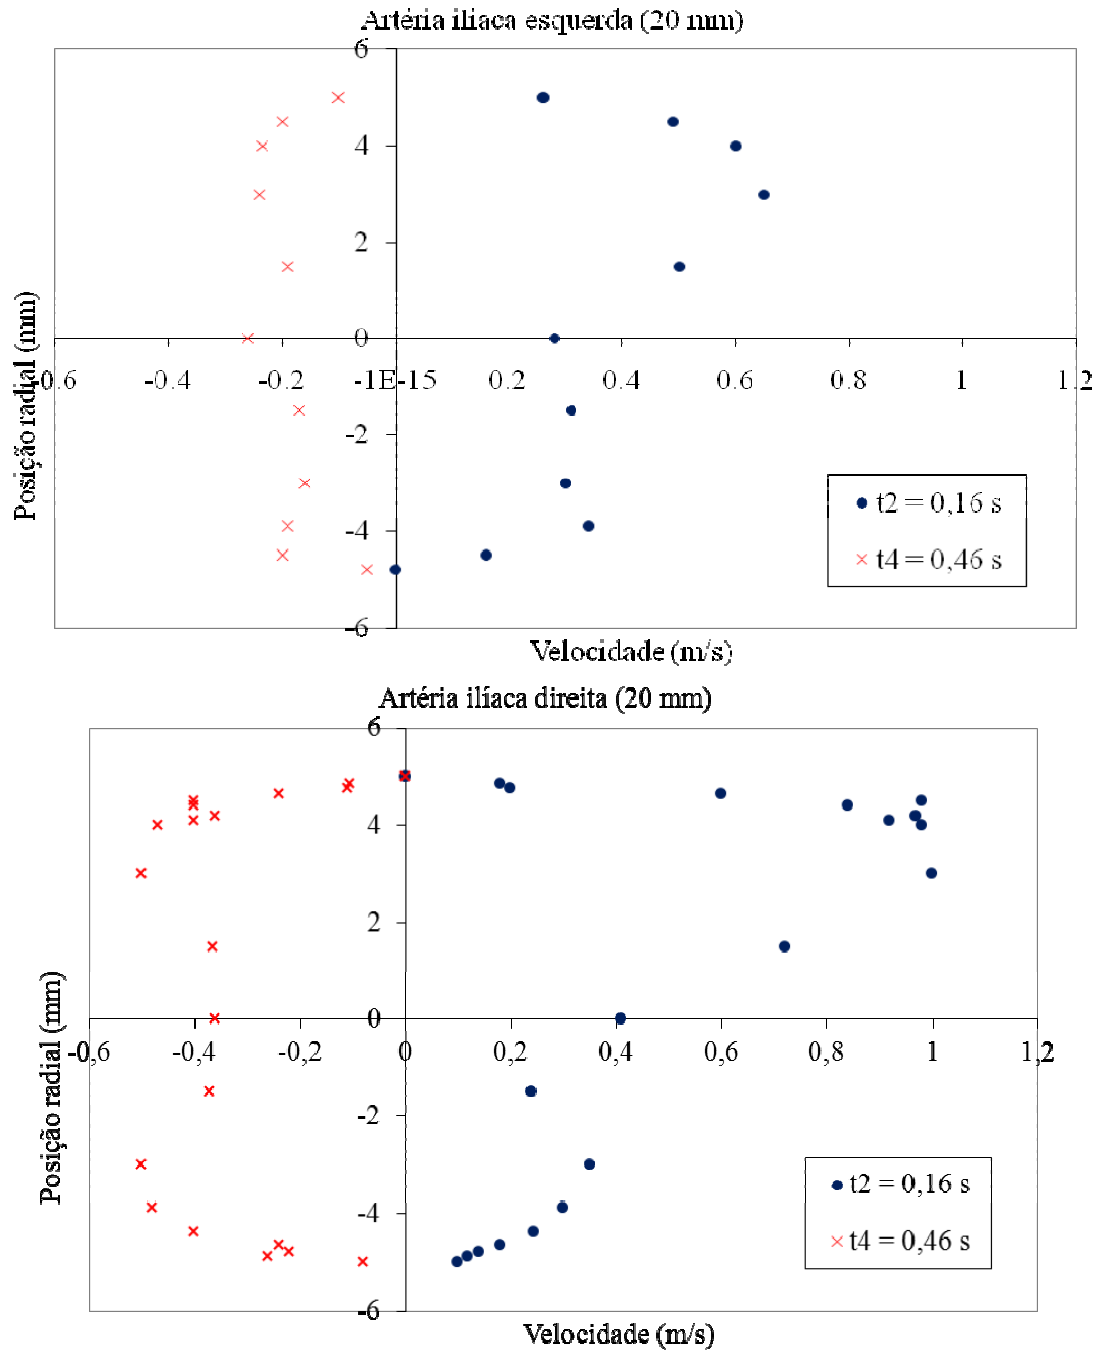 Artéria ilíaca esquerda (20 mm)
6
4
2
0
-0.6 -0.4 -0.2 -1E-15 0.2 0.4 0.6 0.8 1 1.2
-2
-4
-6
Posição radial (mm)
t2 = 0,16 s
t4 = 0,46 s
Velocidade (m/s)
Artéria ilíaca direita (20 mm)
6
4
2
0
-0,6 -0,4 -0,2 0 0,2 0,4 0,6 0,8 1 1,2
-2
-4
-6
Posição radial (mm)
t2 = 0,16 s
t4 = 0,46 s
Velocidade (m/s)